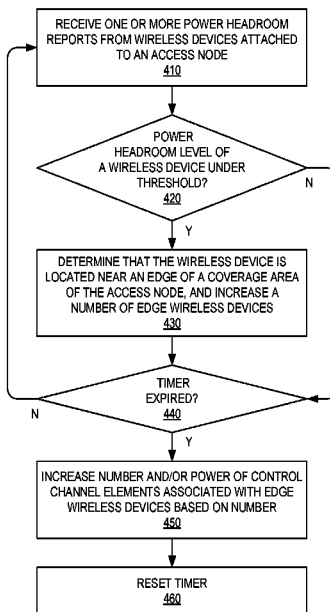 RECEIVE ONE OR MORE POWER HEADROOM
REPORTS FROM WIRELESS DEVICES ATTACHED
TO AN ACCESS NODE
410
POWER
HEADROOM LEVEL OF
A WIRELESS DEVICE UNDER
THRESHOLD?
420
N
Y
DETERMINE THAT THE WIRELESS DEVICE IS
LOCATED NEAR AN EDGE OF A COVERAGE AREA
OF THE ACCESS NODE, AND INCREASE A
NUMBER OF EDGE WIRELESS DEVICES
430
TIMER
EXPIRED?
440
N
Y
INCREASE NUMBER AND/OR POWER OF CONTROL
CHANNEL ELEMENTS ASSOCIATED WITH EDGE
WIRELESS DEVICES BASED ON NUMBER
450
RESET TIMER
460